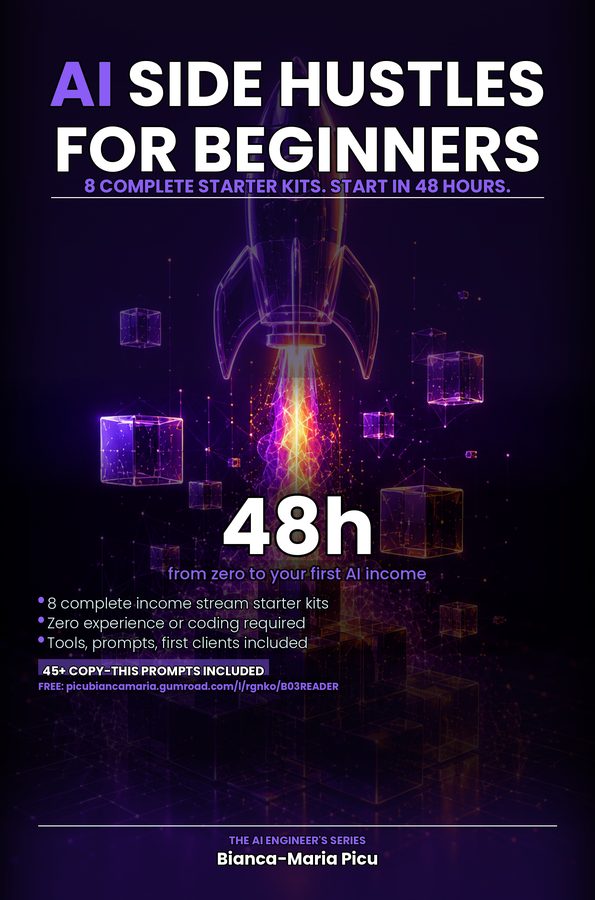 AI SIDE HUSTLES
FOR BEGINNERS
8 COMPLETE STARTER KITS. START IN 48 HOURS.
48h
from zero to your first AI income
• 8 complete income stream starter kits
• Zero experience or coding required
• Tools, prompts, first clients included
45+ COPY-THIS PROMPTS INCLUDED
FREE: picubiancamaria.gumroad.com/l/rgnko/B03READER
THE AI ENGINEER'S SERIES
Bianca-Maria Picu